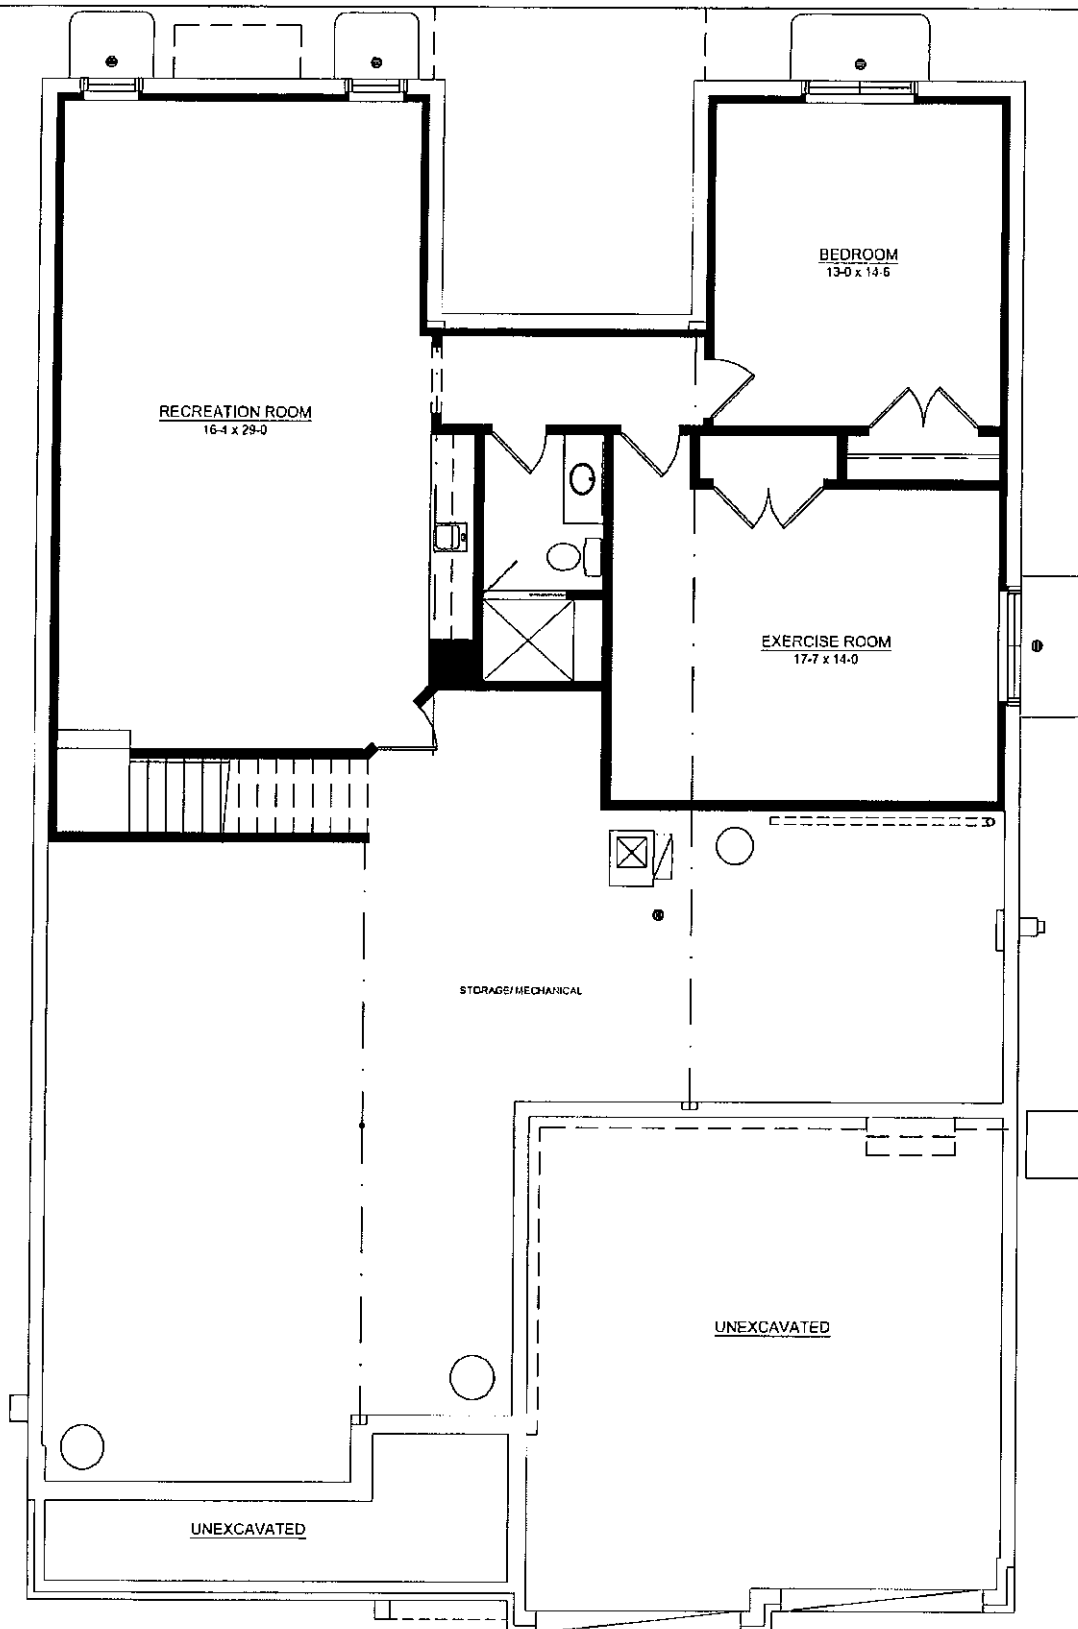 BEDROOM
13-0 x 14-6
RECREATION ROOM
16-4 x 29-0
EXERCISE ROOM
17-7 x 14-0
STORAGE/MECHANICAL
UNEXCAVATED
UNEXCAVATED